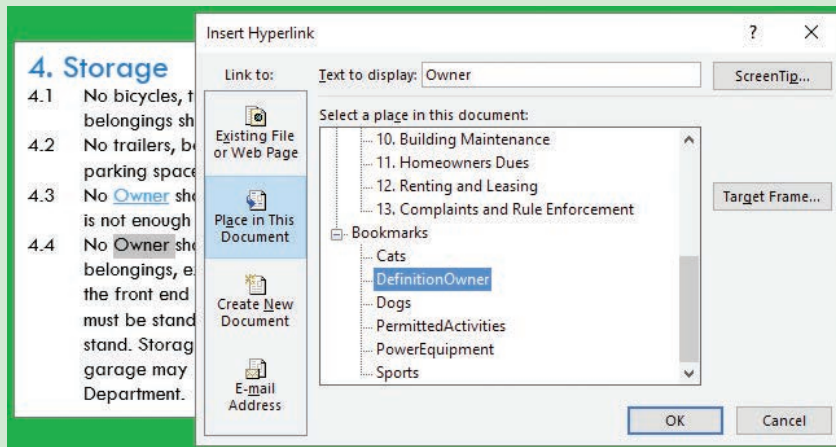 4. Storage
4.1 No bicycles, t
belongings sh
4.2 No trailers, b
parking space
4.3 No Owner sho
is not enough
4.4 No Owner sho
belongings, e
the front end
must be stand
stand. Storag
garage may
Department.
Insert Hyperlink
?
Link to:
Text to display: Owner
ScreenTip...
Existing File
or Web Page
Place in This
Document
Create New
Document
E-mail
Address
Select a place in this document:
10. Building Maintenance
11. Homeowners Dues
12. Renting and Leasing
13. Complaints and Rule Enforcement
Bookmarks
Cats
DefinitionOwner
Dogs
PermittedActivities
PowerEquipment
Sports
Target Frame...
OK
Cancel